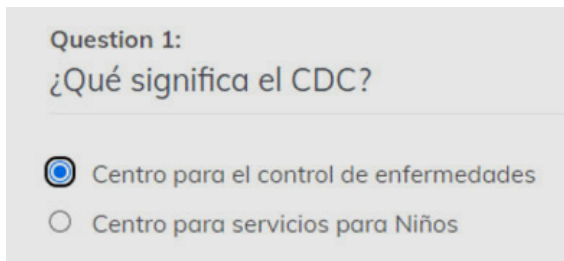 Question 1:
¿Qué significa el CDC?
Centro para el control de enfermedades
Centro para servicios para Niños